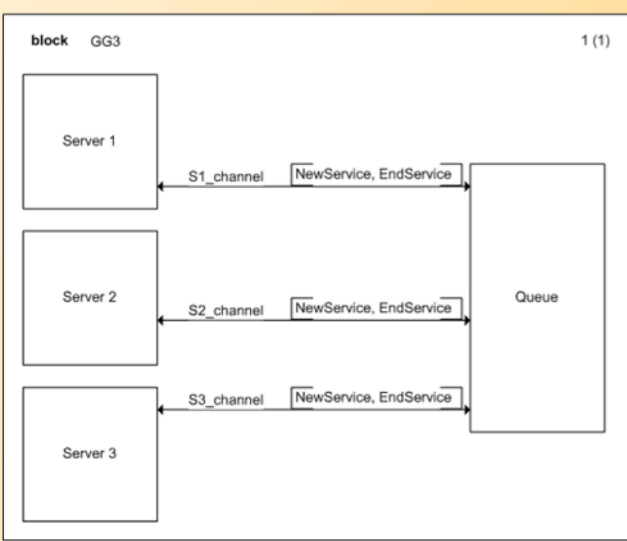 block GG3 1 (1)
Server 1
S1_channel NewService, EndService
Server 2
Queue
S2_channel NewService, EndService
S3_channel NewService, EndService
Server 3